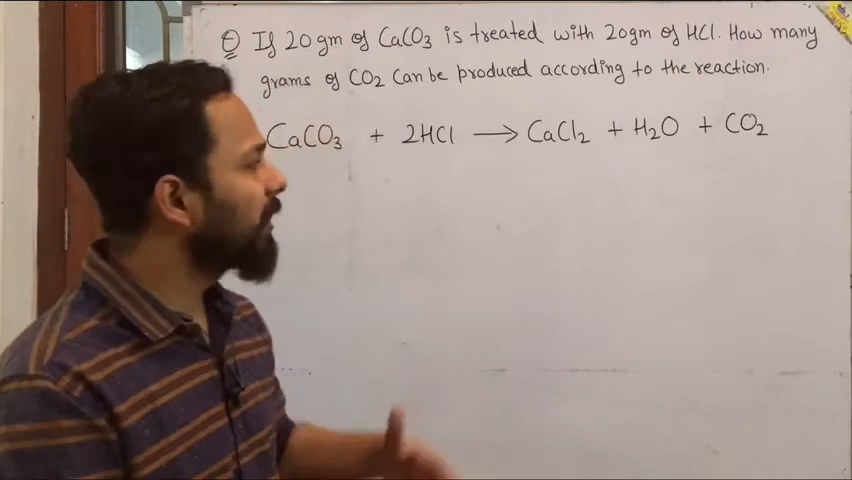 Q If 20 gm of CaCO₃ is treated with 20gm of HCl. How many
grams of CO₂ Can be produced according to the reaction.
CaCO₃ + 2HCl ⟶ CaCl₂ + H₂O + CO₂